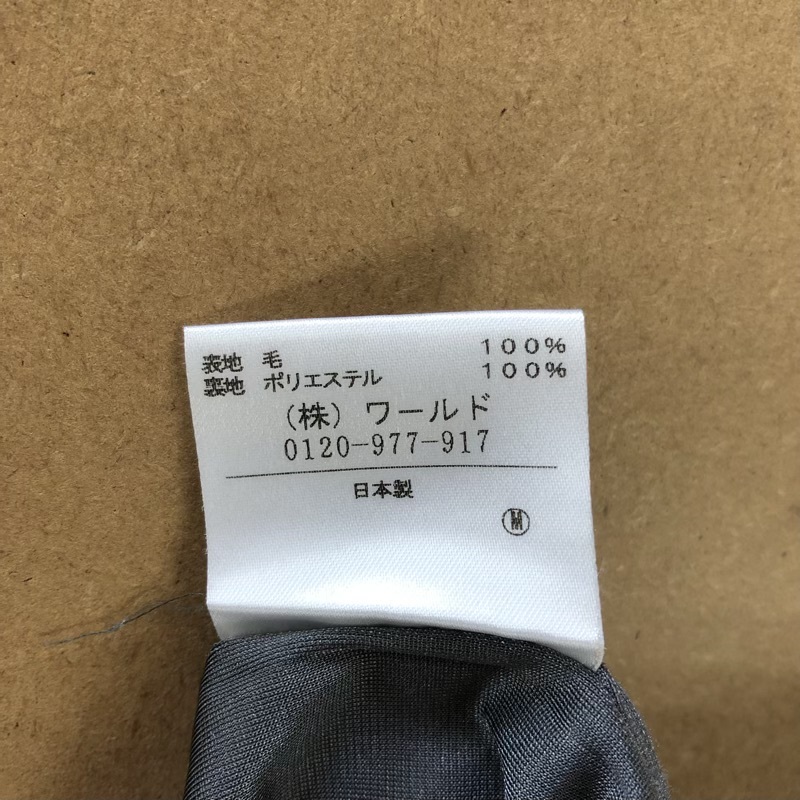 表地 毛 100%
裏地 ポリエステル 100%
(株) ワールド
0120-977-917
日本製
M